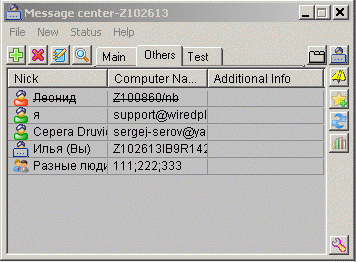 Message center-Z102613
File New Status Help
Main Others Test
Nick Computer Na... Additional Info
Леонид Z100860/nb
я support@wiredpl
Серега Druvic sergej-serov@ya
Илья (Вы) Z102613IB9R142
Разные люди 111;222;333